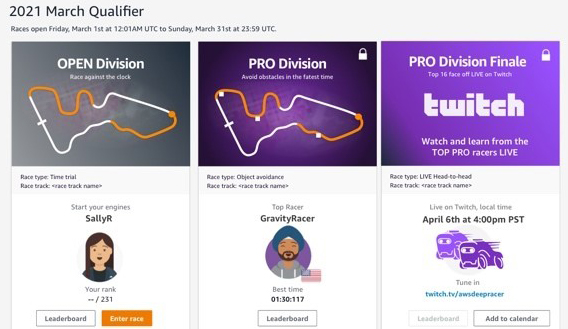 2021 March Qualifier
Races open Friday, March 1st at 12:01AM UTC to Sunday, March 31st at 23:59 UTC.
OPEN Division
Race against the clock
Race type: Time trial
Race track: <race track name>
Start your engines
SallyR
Your rank
-- / 231
Leaderboard
Enter race
PRO Division
Avoid obstacles in the fatest time
Race type: Object avoidance
Race track: <race track name>
Top Racer
GravityRacer
Best time
01:30:117
Leaderboard
PRO Division Finale
Top 16 face off LIVE on Twitch
twitch
Watch and learn from the
TOP PRO racers LIVE
Race type: LIVE Head-to-head
Race track: <race track name>
Live on Twitch, local time
April 6th at 4:00pm PST
Tune in
twitch.tv/awsdeepracer
Leaderboard
Add to calendar